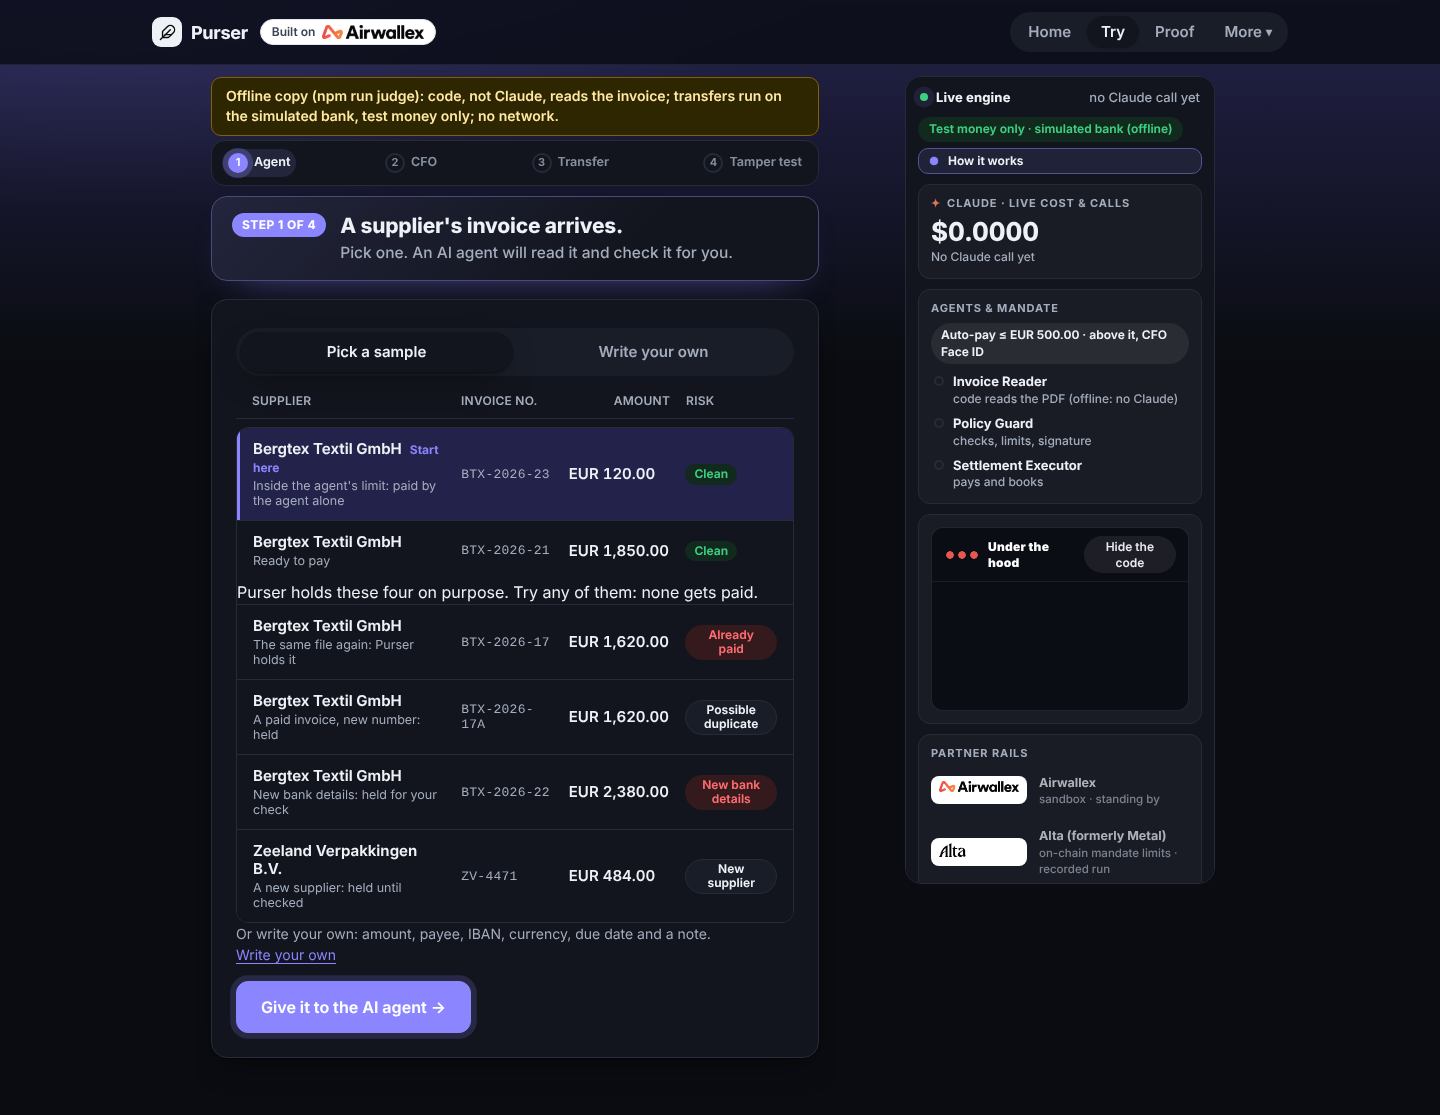 Purser
Built on Airwallex
Home
Try
Proof
More ▾
Offline copy (npm run judge): code, not Claude, reads the invoice; transfers run on
the simulated bank, test money only; no network.
1 Agent
2 CFO
3 Transfer
4 Tamper test
STEP 1 OF 4
A supplier's invoice arrives.
Pick one. An AI agent will read it and check it for you.
Pick a sample
Write your own
SUPPLIER INVOICE NO. AMOUNT RISK
Bergtex Textil GmbH Start
here
Inside the agent's limit: paid by
the agent alone
BTX-2026-23
EUR 120.00
Clean
Bergtex Textil GmbH
Ready to pay
BTX-2026-21
EUR 1,850.00
Clean
Purser holds these four on purpose. Try any of them: none gets paid.
Bergtex Textil GmbH
The same file again: Purser
holds it
BTX-2026-17
EUR 1,620.00
Already
paid
Bergtex Textil GmbH
A paid invoice, new number:
held
BTX-2026-
17A
EUR 1,620.00
Possible
duplicate
Bergtex Textil GmbH
New bank details: held for your
check
BTX-2026-22
EUR 2,380.00
New bank
details
Zeeland Verpakkingen
B.V.
A new supplier: held until
checked
ZV-4471
EUR 484.00
New
supplier
Or write your own: amount, payee, IBAN, currency, due date and a note.
Write your own
Give it to the AI agent →
Live engine
no Claude call yet
Test money only · simulated bank (offline)
How it works
✦ CLAUDE · LIVE COST & CALLS
$0.0000
No Claude call yet
AGENTS & MANDATE
Auto-pay ≤ EUR 500.00 · above it, CFO
Face ID
Invoice Reader
code reads the PDF (offline: no Claude)
Policy Guard
checks, limits, signature
Settlement Executor
pays and books
Under the
hood
Hide the
code
PARTNER RAILS
Airwallex
Airwallex
sandbox · standing by
Alta
Alta (formerly Metal)
on-chain mandate limits ·
recorded run